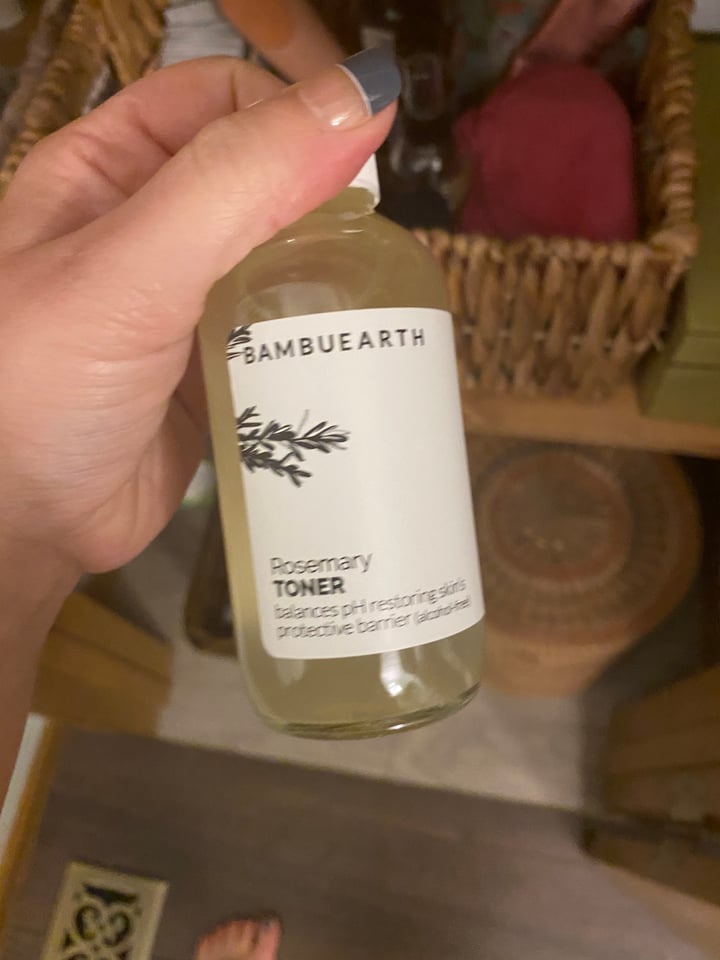 BAMBUEARTH
Rosemary
TONER
balances pH restoring skin's
protective barrier (alcohol-free)